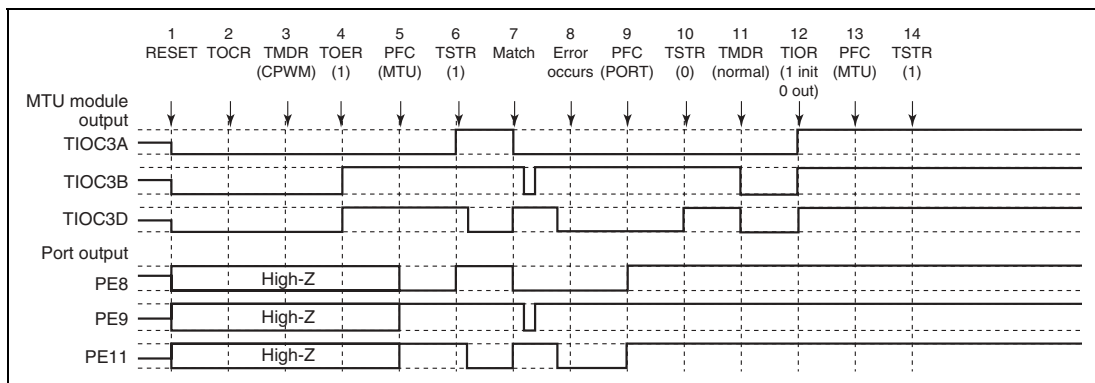 1 2 3 4 5 6 7 8 9 10 11 12 13 14
RESET TOCR TMDR TOER PFC TSTR Match Error PFC TSTR TMDR TIOR PFC TSTR
(CPWM) (1) (MTU) (1) occurs (PORT) (0) (normal) (1 init (MTU) (1)
0 out)
MTU module
output
TIOC3A
TIOC3B
TIOC3D
Port output
PE8 High-Z
PE9 High-Z
PE11 High-Z